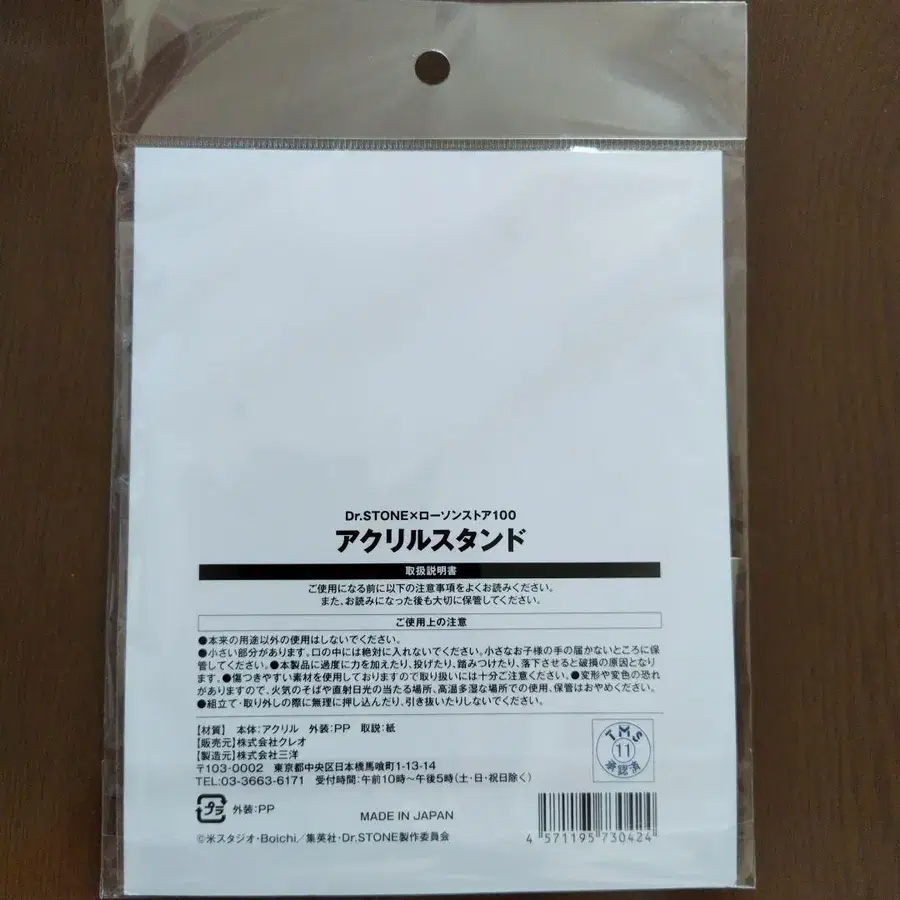 Dr.STONE×ローソンストア100
アクリルスタンド
取扱説明書
ご使用になる前に以下の注意事項をよくお読みください。
また、お読みになった後も大切に保管してください。
ご使用上の注意
●本来の用途以外の使用はしないでください。
●小さい部分があります。口の中には絶対に入れないでください。小さなお子様の手の届かないところに保
管してください。●本製品に過度に力を加えたり、投げたり、踏みつけたり、落下させると破損の原因となり
ます。●傷つきやすい素材を使用しておりますので取り扱いには十分ご注意ください。●変形や変色の恐れ
がありますので、火気のそばや直射日光の当たる場所、高温多湿な場所での使用、保管はおやめください。
●組立て・取り外しの際に無理に押し込んだり、引き抜いたりしないでください。
【材質】 本体:アクリル 外装:PP 取説:紙
【販売元】株式会社クレオ
【製造元】株式会社三洋
〒103-0002 東京都中央区日本橋馬喰町1-13-14
TEL:03-3663-6171 受付時間:午前10時〜午後5時(土・日・祝日除く)
TMS
11
承認済
プラ 外装:PP
MADE IN JAPAN
©米スタジオ・Boichi/集英社・Dr.STONE製作委員会
4 571195 730424